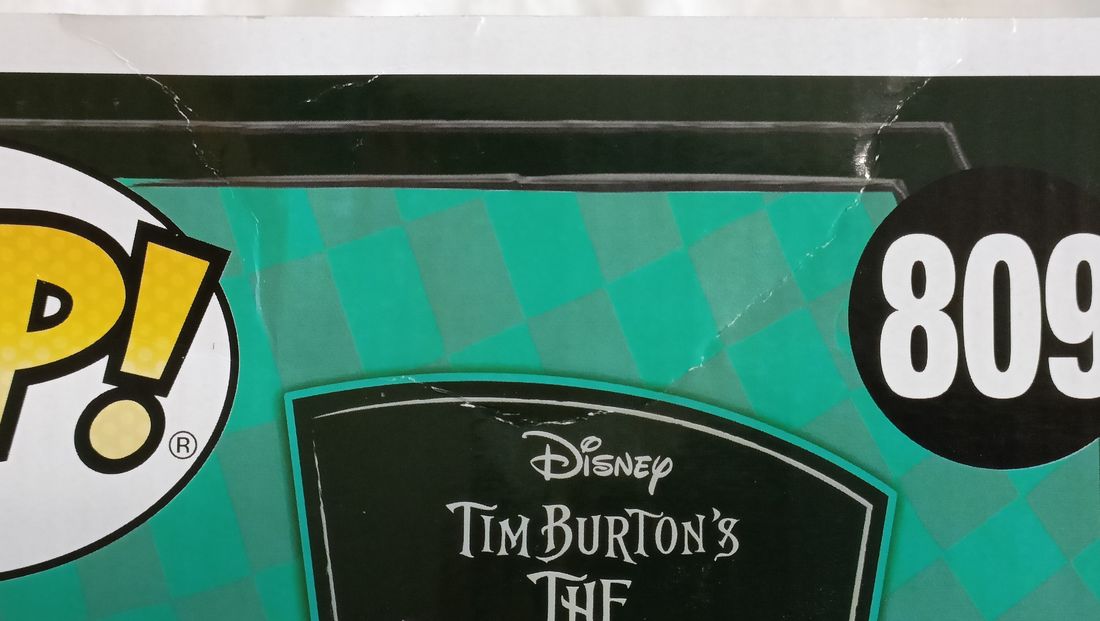 P!
®
809
Disney
TIM BURTON'S
THE